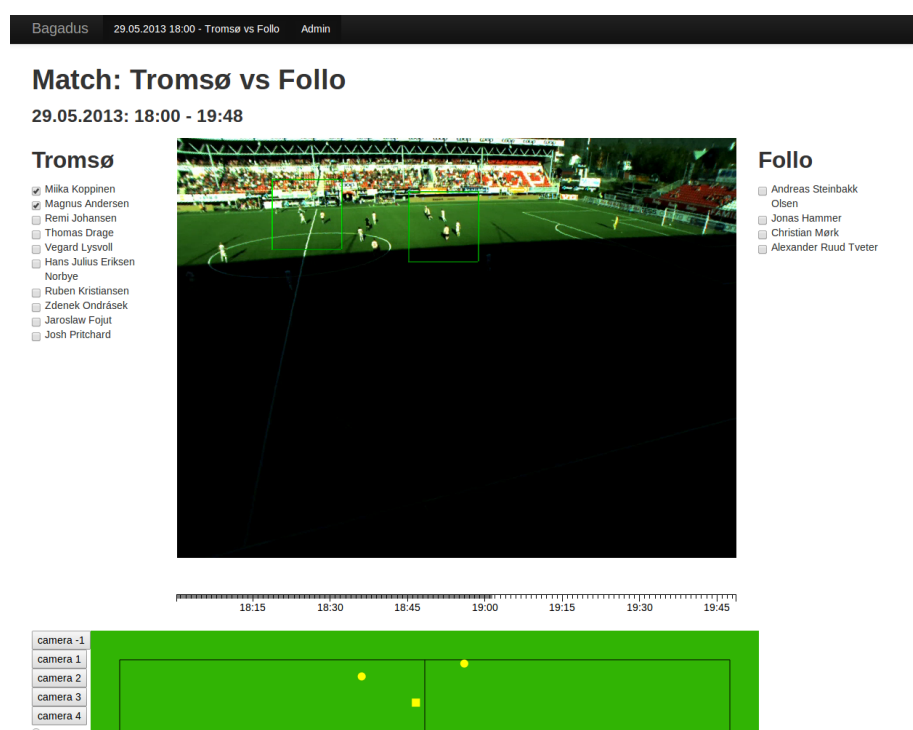 Bagadus 29.05.2013 18:00 - Tromsø vs Follo Admin
Match: Tromsø vs Follo
29.05.2013: 18:00 - 19:48
Tromsø
Miika Koppinen
Magnus Andersen
Remi Johansen
Thomas Drage
Vegard Lysvoll
Hans Julius Eriksen
Norbye
Ruben Kristiansen
Zdenek Ondrásek
Jaroslaw Fojut
Josh Pritchard
Follo
Andreas Steinbakk
Olsen
Jonas Hammer
Christian Mørk
Alexander Ruud Tveter
18:15 18:30 18:45 19:00 19:15 19:30 19:45
camera -1
camera 1
camera 2
camera 3
camera 4